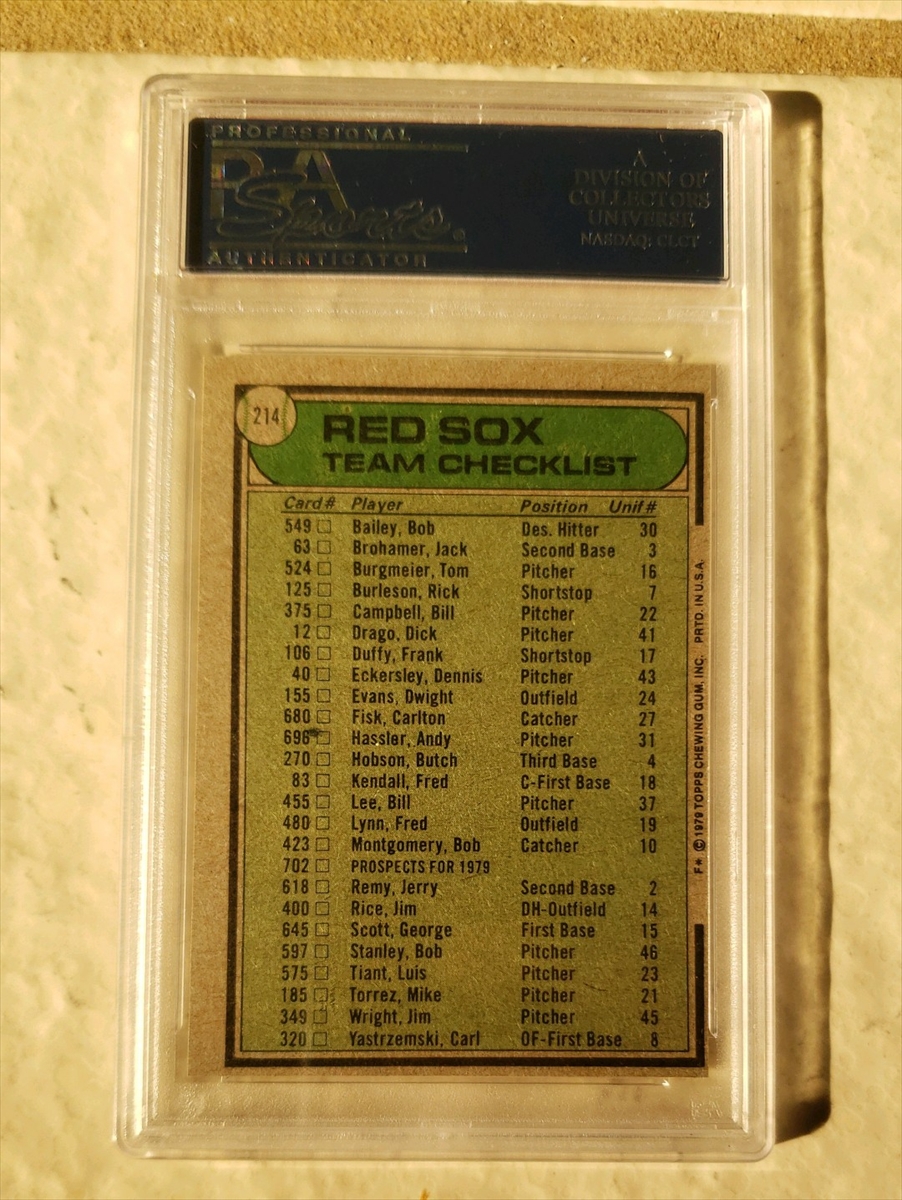 PROFESSIONAL
PSA
Sports®
AUTHENTICATOR
A
DIVISION OF
COLLECTORS
UNIVERSE
NASDAQ: CLCT
214
RED SOX
TEAM CHECKLIST
Card # Player Position Unif #
549 □ Bailey, Bob Des. Hitter 30
63 □ Brohamer, Jack Second Base 3
524 □ Burgmeier, Tom Pitcher 16
125 □ Burleson, Rick Shortstop 7
375 □ Campbell, Bill Pitcher 22
12 □ Drago, Dick Pitcher 41
106 □ Duffy, Frank Shortstop 17
40 □ Eckersley, Dennis Pitcher 43
155 □ Evans, Dwight Outfield 24
680 □ Fisk, Carlton Catcher 27
696 □ Hassler, Andy Pitcher 31
270 □ Hobson, Butch Third Base 4
83 □ Kendall, Fred C-First Base 18
455 □ Lee, Bill Pitcher 37
480 □ Lynn, Fred Outfield 19
423 □ Montgomery, Bob Catcher 10
702 □ PROSPECTS FOR 1979
618 □ Remy, Jerry Second Base 2
400 □ Rice, Jim DH-Outfield 14
645 □ Scott, George First Base 15
597 □ Stanley, Bob Pitcher 46
575 □ Tiant, Luis Pitcher 23
185 □ Torrez, Mike Pitcher 21
349 □ Wright, Jim Pitcher 45
320 □ Yastrzemski, Carl OF-First Base 8
F* © 1979 TOPPS CHEWING GUM, INC. PRTD. IN U.S.A.